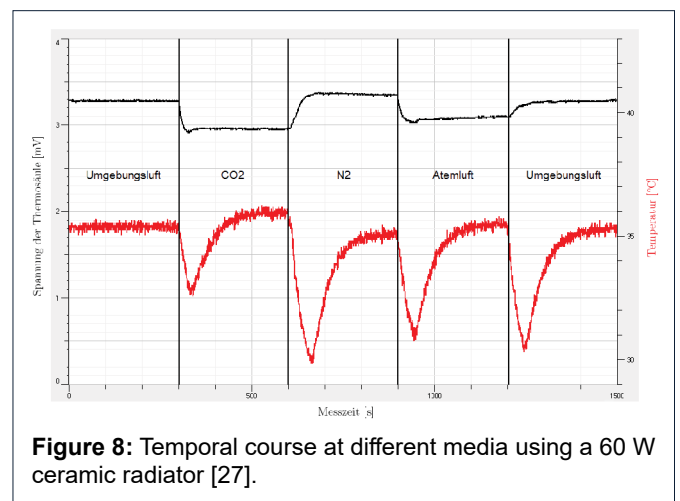 4
3
2
1
0
Spannung der Thermosäule [mV]
Umgebungsluft
CO2
N2
Atemluft
Umgebungsluft
40
35
30
Temperatur [°C]
0
500
1000
1500
Messzeit [s]
Figure 8: Temporal course at different media using a 60 W
ceramic radiator [27].